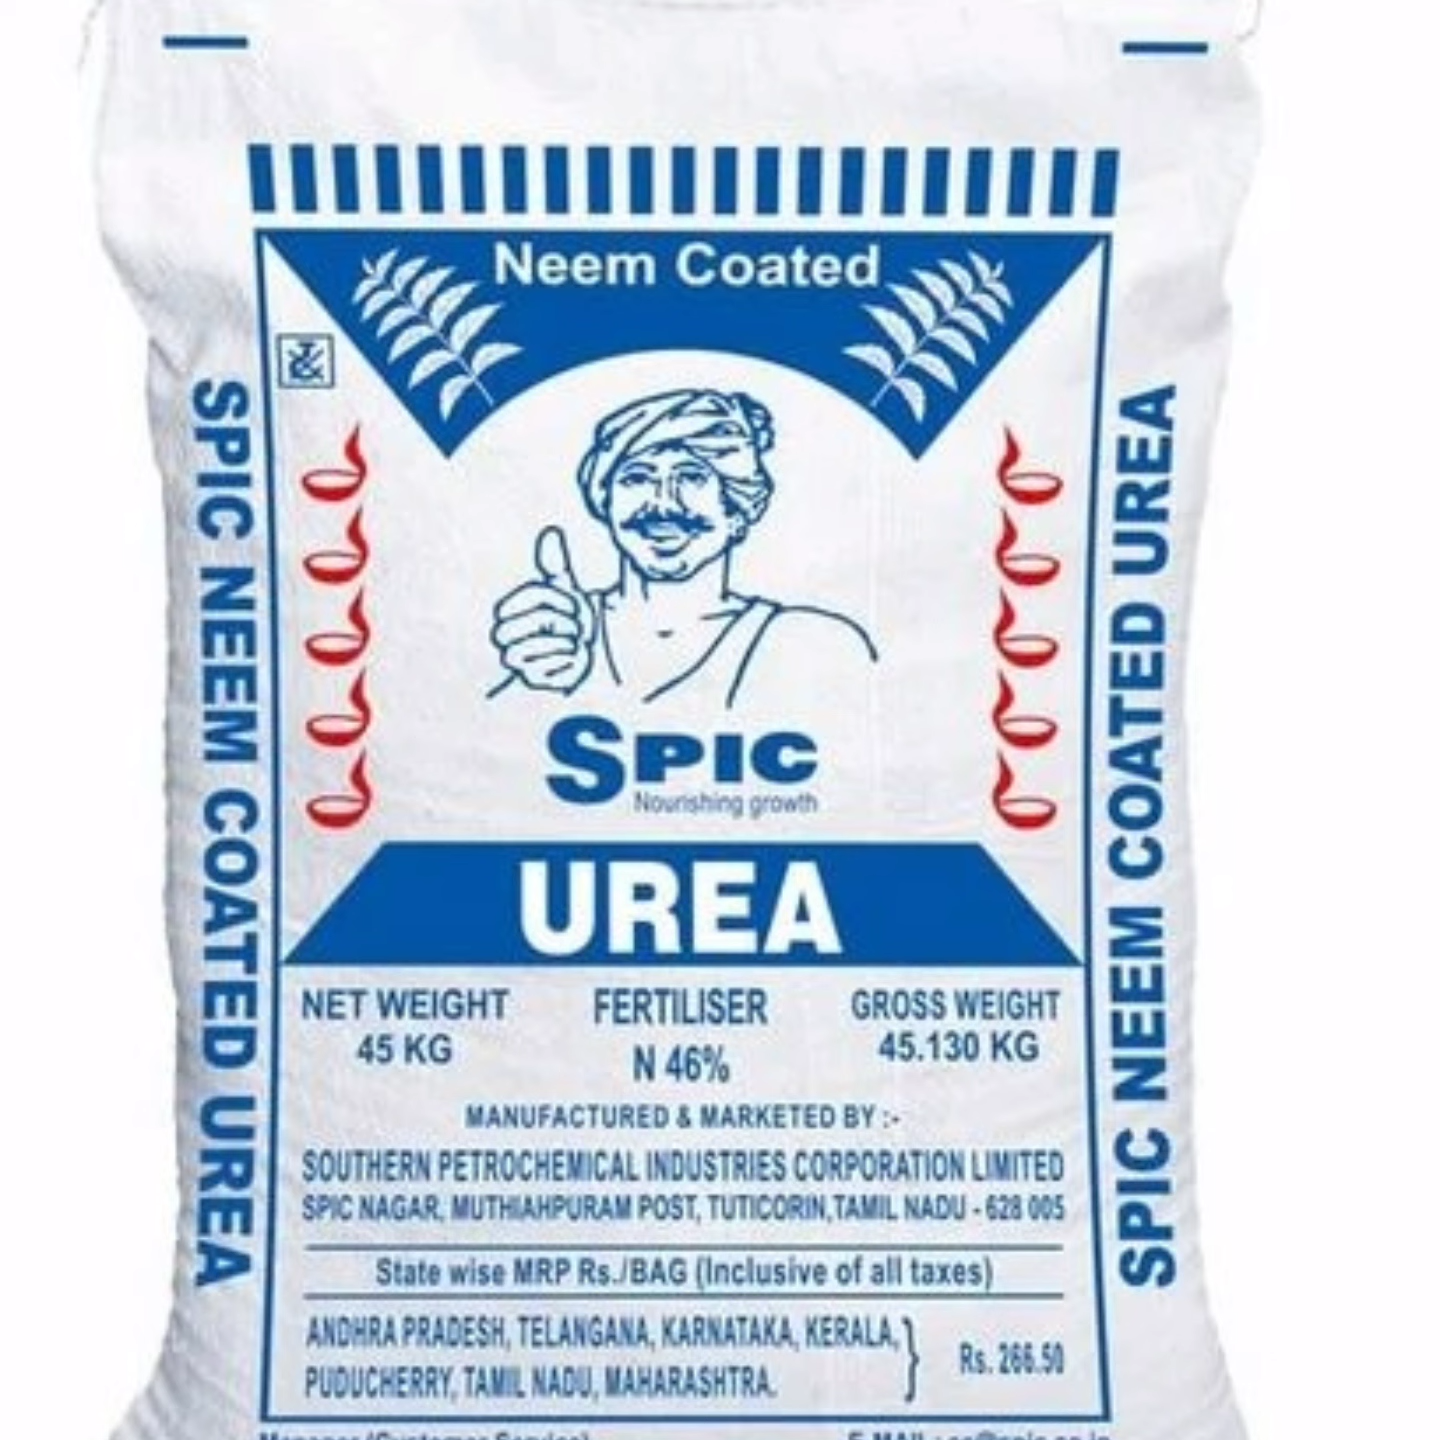 Neem Coated
SPIC NEEM COATED UREA
SPIC NEEM COATED UREA
SPIC
Nourishing growth
UREA
NET WEIGHT FERTILISER GROSS WEIGHT
45 KG N 46% 45.130 KG
MANUFACTURED & MARKETED BY :-
SOUTHERN PETROCHEMICAL INDUSTRIES CORPORATION LIMITED
SPIC NAGAR, MUTHIAHPURAM POST, TUTICORIN,TAMIL NADU - 628 005
State wise MRP Rs./BAG (Inclusive of all taxes)
ANDHRA PRADESH, TELANGANA, KARNATAKA, KERALA,
PUDUCHERRY, TAMIL NADU, MAHARASHTRA.
} Rs. 266.50